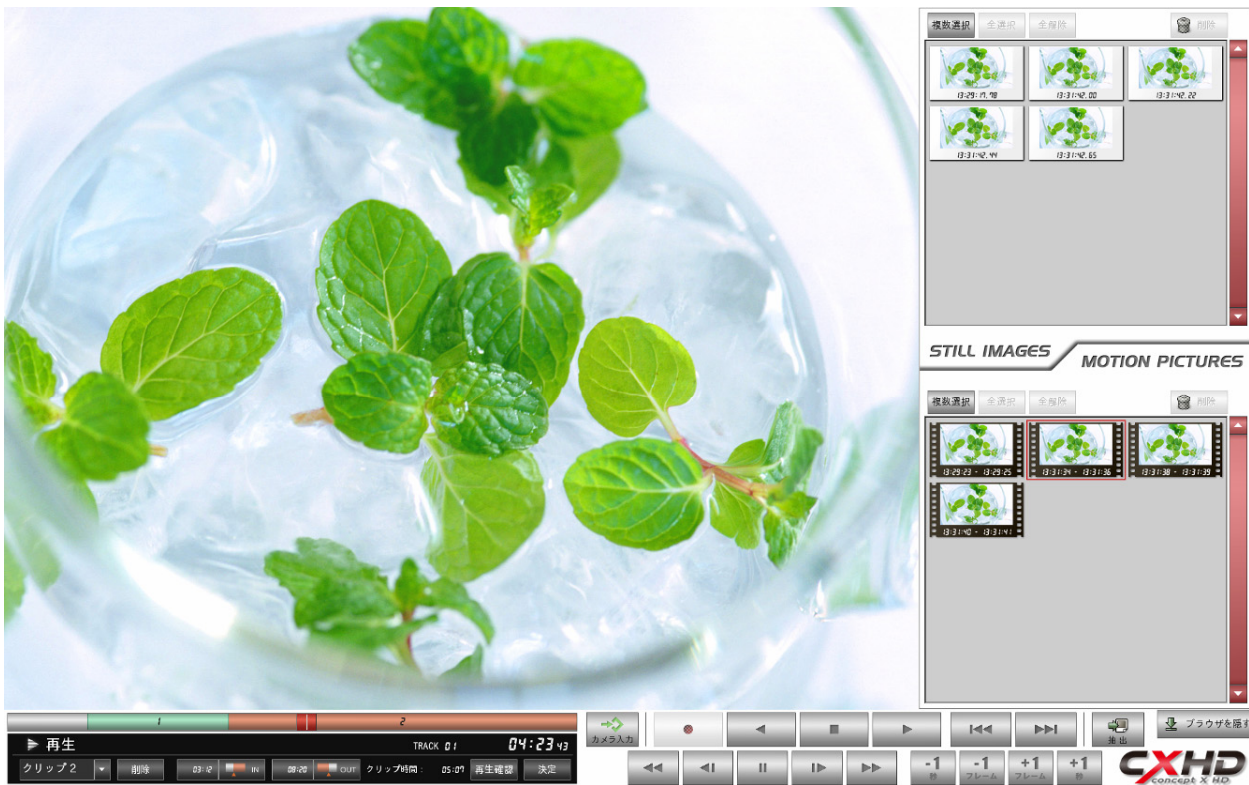 複数選択 全選択 全解除 削除
13:29:17.78 13:31:42.00 13:31:42.22
13:31:42.44 13:31:42.65
STILL IMAGES
MOTION PICTURES
複数選択 全選択 全解除 削除
13:29:23 - 13:29:25 13:31:34 - 13:31:36 13:31:38 - 13:31:39
13:31:40 - 13:31:41
1 2
再生 TRACK 01 04:23 43
クリップ2 削除 03:12 IN 08:20 OUT クリップ時間: 05:07 再生確認 決定
カメラ入力
抽出
ブラウザを隠す
-1 秒
-1 フレーム
+1 フレーム
+1 秒
CXHD
concept X HD